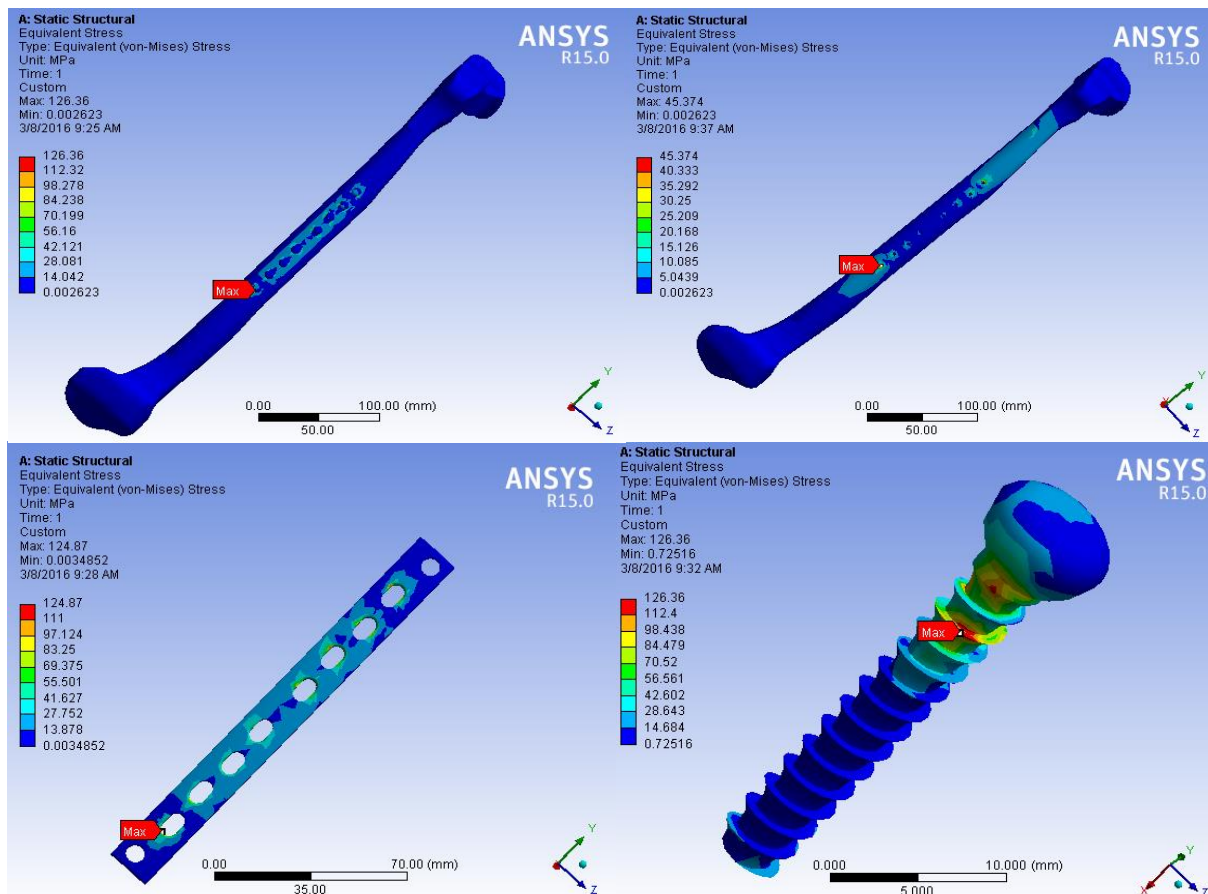 A: Static Structural
Equivalent Stress
Type: Equivalent (von-Mises) Stress
Unit: MPa
Time: 1
Custom
Max: 126.36
Min: 0.002623
3/8/2016 9:25 AM
ANSYS
R15.0
126.36
112.32
98.278
84.238
70.199
56.16
42.121
28.081
14.042
0.002623
Max
0.00 100.00 (mm)
50.00
Y
Z
A: Static Structural
Equivalent Stress
Type: Equivalent (von-Mises) Stress
Unit: MPa
Time: 1
Custom
Max: 45.374
Min: 0.002623
3/8/2016 9:37 AM
ANSYS
R15.0
45.374
40.333
35.292
30.25
25.209
20.168
15.126
10.085
5.0439
0.002623
Max
0.00 100.00 (mm)
50.00
Y
X
Z
A: Static Structural
Equivalent Stress
Type: Equivalent (von-Mises) Stress
Unit: MPa
Time: 1
Custom
Max: 124.87
Min: 0.0034852
3/8/2016 9:28 AM
ANSYS
R15.0
124.87
111
97.124
83.25
69.375
55.501
41.627
27.752
13.878
0.0034852
Max
0.00 70.00 (mm)
35.00
Y
Z
A: Static Structural
Equivalent Stress
Type: Equivalent (von-Mises) Stress
Unit: MPa
Time: 1
Custom
Max: 126.36
Min: 0.72516
3/8/2016 9:32 AM
ANSYS
R15.0
126.36
112.4
98.438
84.479
70.52
56.561
42.602
28.643
14.684
0.72516
Max
0.000 10.000 (mm)
5.000
Y
X
Z